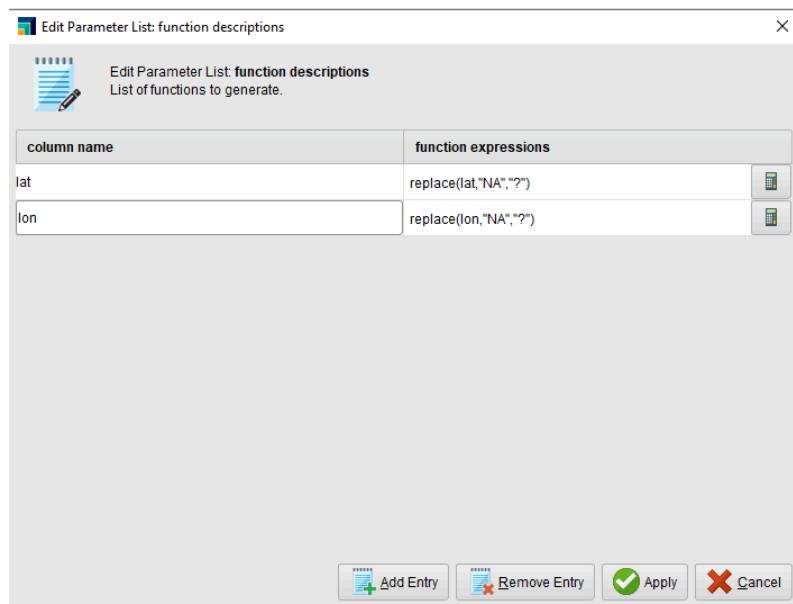 Edit Parameter List: function descriptions
Edit Parameter List: function descriptions
List of functions to generate.
column name function expressions
lat replace(lat,"NA","?")
lon replace(lon,"NA","?")
Add Entry Remove Entry Apply Cancel